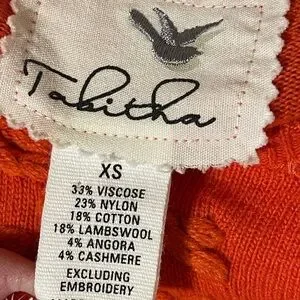 Tabitha
XS
33% VISCOSE
23% NYLON
18% COTTON
18% LAMBSWOOL
4% ANGORA
4% CASHMERE
EXCLUDING
EMBROIDERY